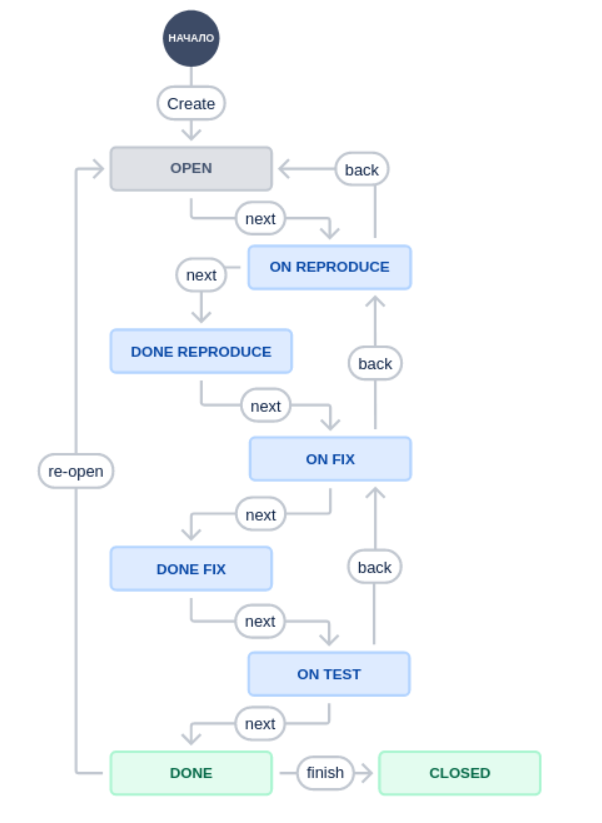 НАЧАЛО
Create
OPEN
back
next
ON REPRODUCE
next
DONE REPRODUCE
back
next
ON FIX
re-open
next
back
DONE FIX
next
ON TEST
next
DONE
finish
CLOSED